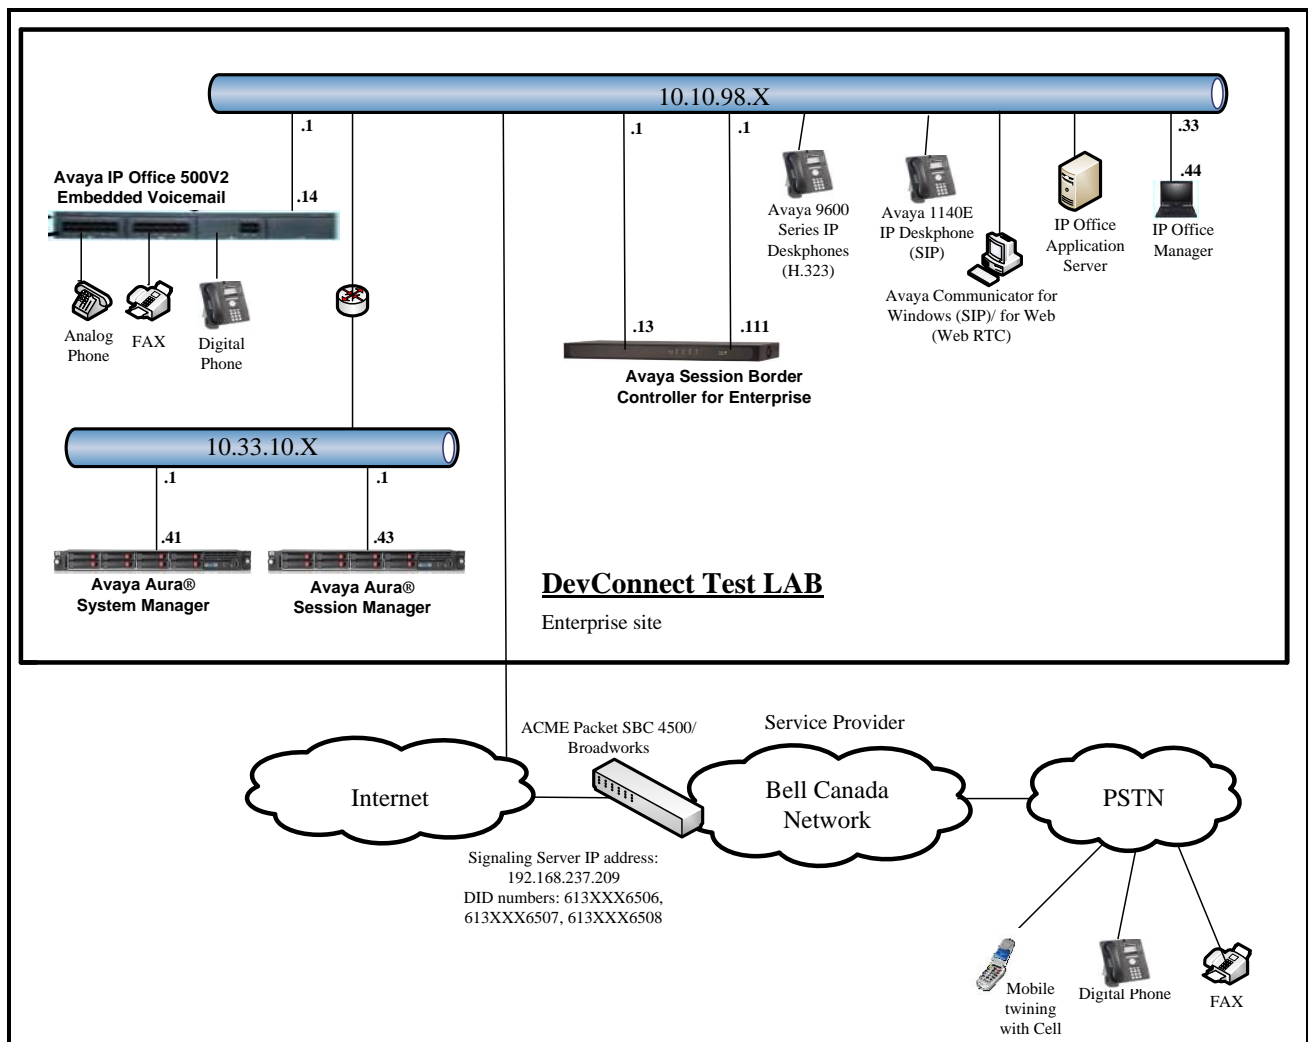 10.10.98.X
.1
.1
.1
.33
Avaya IP Office 500V2
Embedded Voicemail
.14
.44
Avaya 9600
Series IP
Deskphones
(H.323)
Avaya 1140E
IP Deskphone
(SIP)
IP Office
Application
Server
IP Office
Manager
Avaya Communicator for
Windows (SIP)/ for Web
(Web RTC)
Analog
Phone
FAX
Digital
Phone
.13
.111
Avaya Session Border
Controller for Enterprise
10.33.10.X
.1
.1
.41
.43
Avaya Aura®
System Manager
Avaya Aura®
Session Manager
DevConnect Test LAB
Enterprise site
ACME Packet SBC 4500/
Broadworks
Service Provider
Internet
Bell Canada
Network
PSTN
Signaling Server IP address:
192.168.237.209
DID numbers: 613XXX6506,
613XXX6507, 613XXX6508
Mobile
twining
with Cell
Digital Phone
FAX